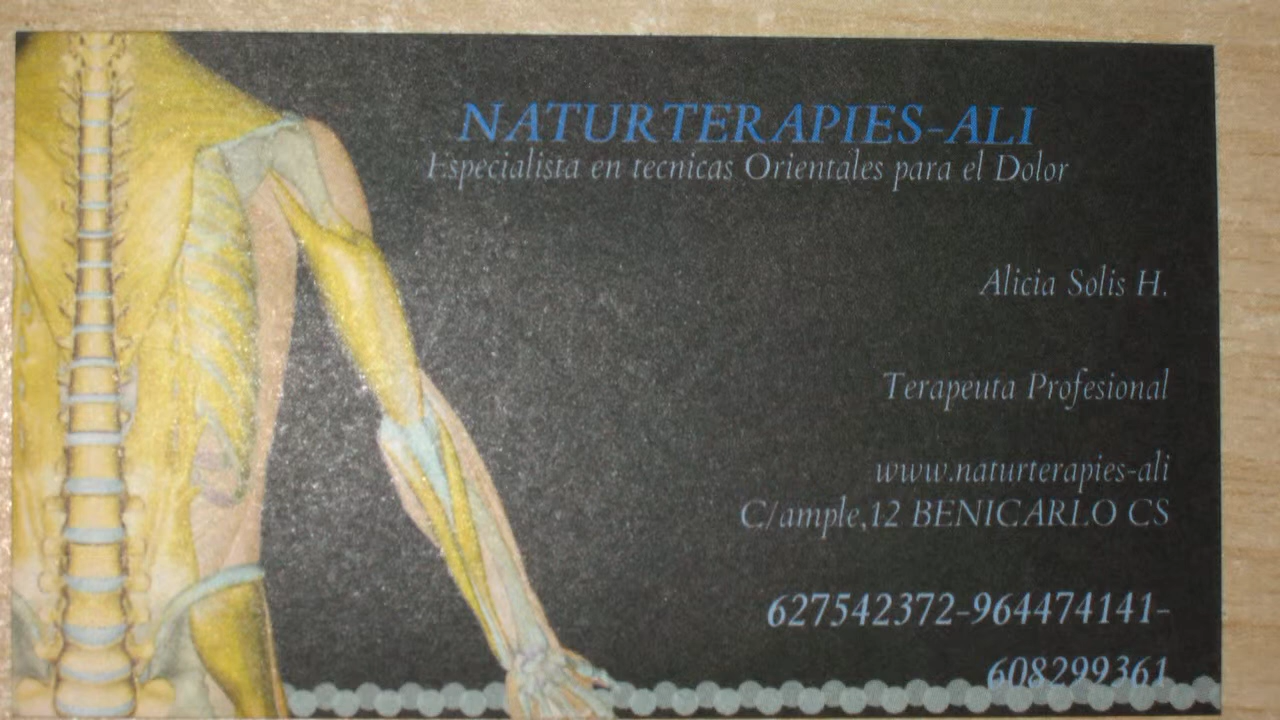 NATURTERAPIES-ALI
Especialista en tecnicas Orientales para el Dolor
Alicia Solis H.
Terapeuta Profesional
www.naturterapies-ali
C/ample,12 BENICARLO CS
627542372-964474141-
608299361